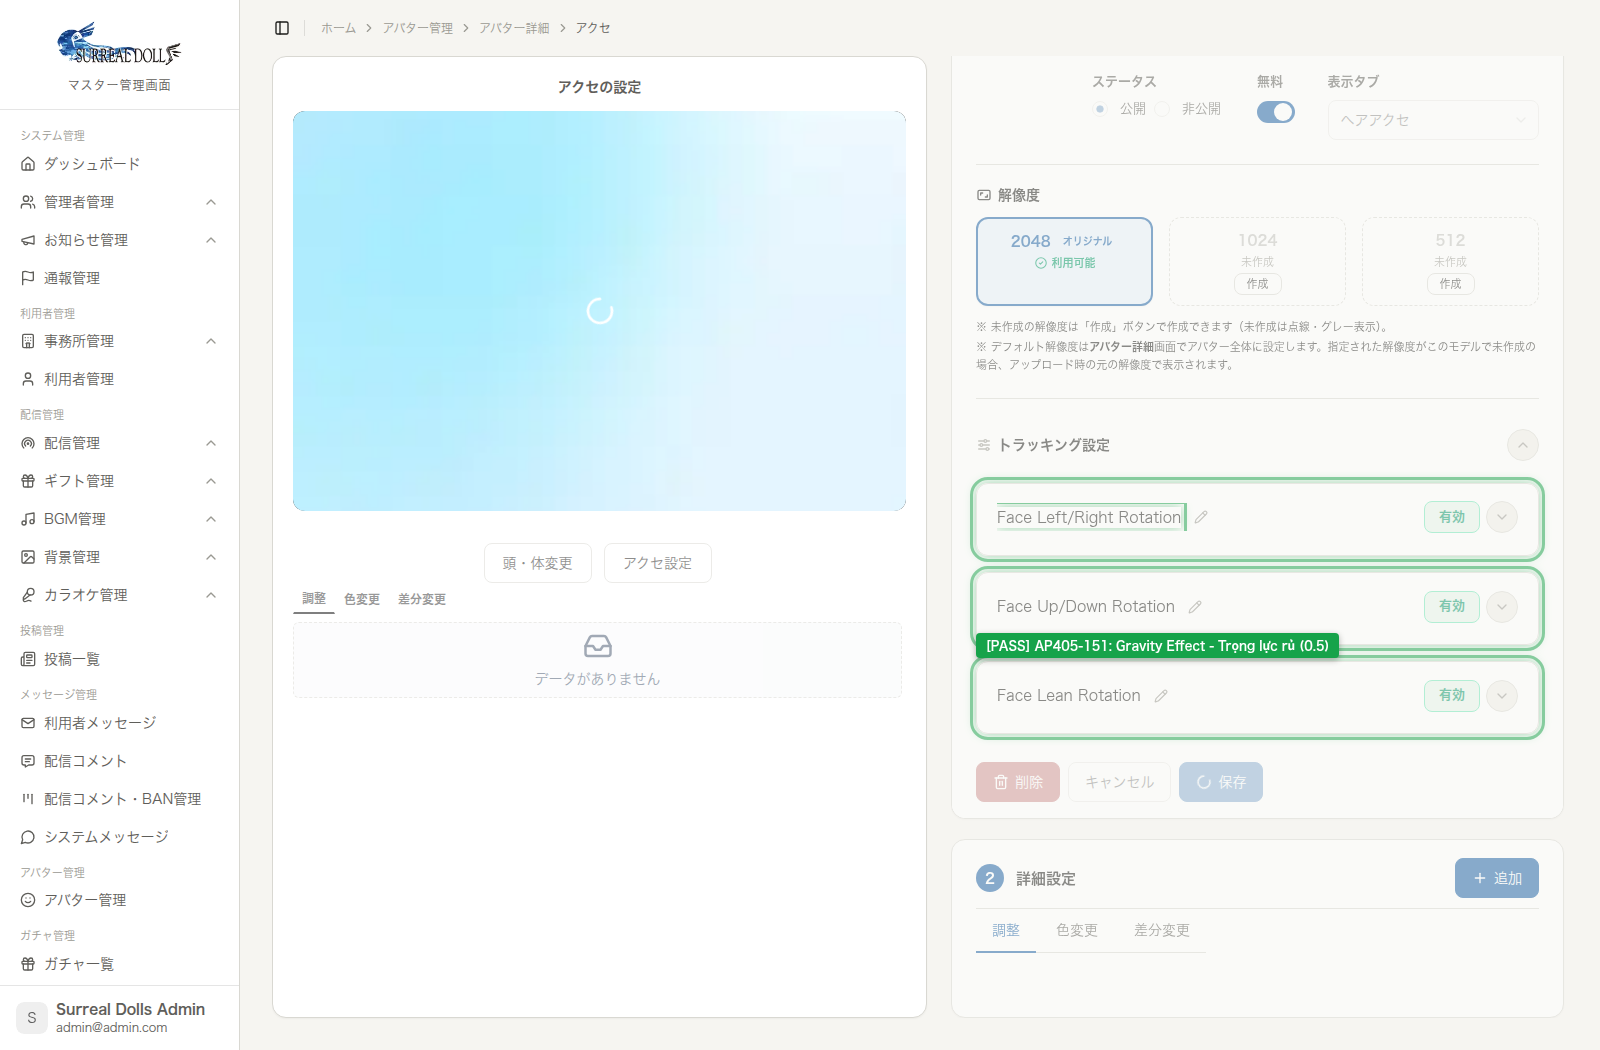 SURREAL DOLLS
マスター管理画面
システム管理
ダッシュボード
管理者管理
お知らせ管理
通報管理
利用者管理
事務所管理
利用者管理
配信管理
配信管理
ギフト管理
BGM管理
背景管理
カラオケ管理
投稿管理
投稿一覧
メッセージ管理
利用者メッセージ
配信コメント
配信コメント・BAN管理
システムメッセージ
アバター管理
アバター管理
ガチャ管理
ガチャ一覧
S
Surreal Dolls Admin
admin@admin.com
ホーム > アバター管理 > アバター詳細 > アクセ
アクセの設定
頭・体変更 アクセ設定
調整 色変更 差分変更
データがありません
ステータス 無料 表示タブ
公開 非公開 ヘアアクセ
解像度
2048 オリジナル
利用可能
1024
未作成
作成
512
未作成
作成
※ 未作成の解像度は「作成」ボタンで作成できます（未作成は点線・グレー表示）。
※ デフォルト解像度はアバター詳細画面でアバター全体に設定します。指定された解像度がこのモデルで未作成の
場合、アップロード時の元の解像度で表示されます。
トラッキング設定
Face Left/Right Rotation 有効
Face Up/Down Rotation 有効
[PASS] AP405-151: Gravity Effect - Trọng lực rủ (0.5)
Face Lean Rotation 有効
削除 キャンセル 保存
2 詳細設定 + 追加
調整 色変更 差分変更